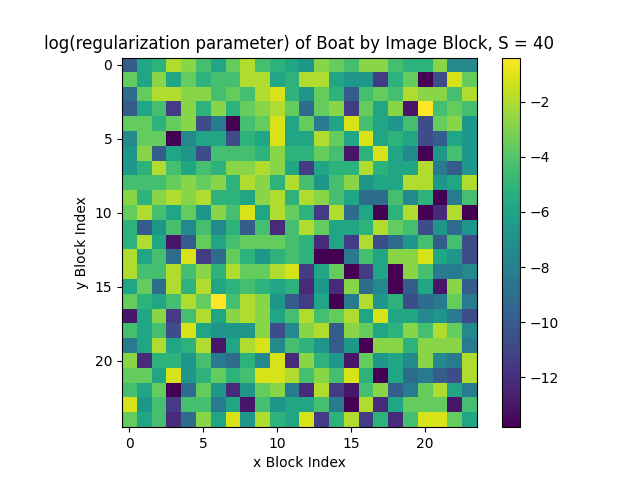 log(regularization parameter) of Boat by Image Block, S = 40
0
5
10
15
20
y Block Index
0 5 10 15 20
x Block Index
−2
−4
−6
−8
−10
−12